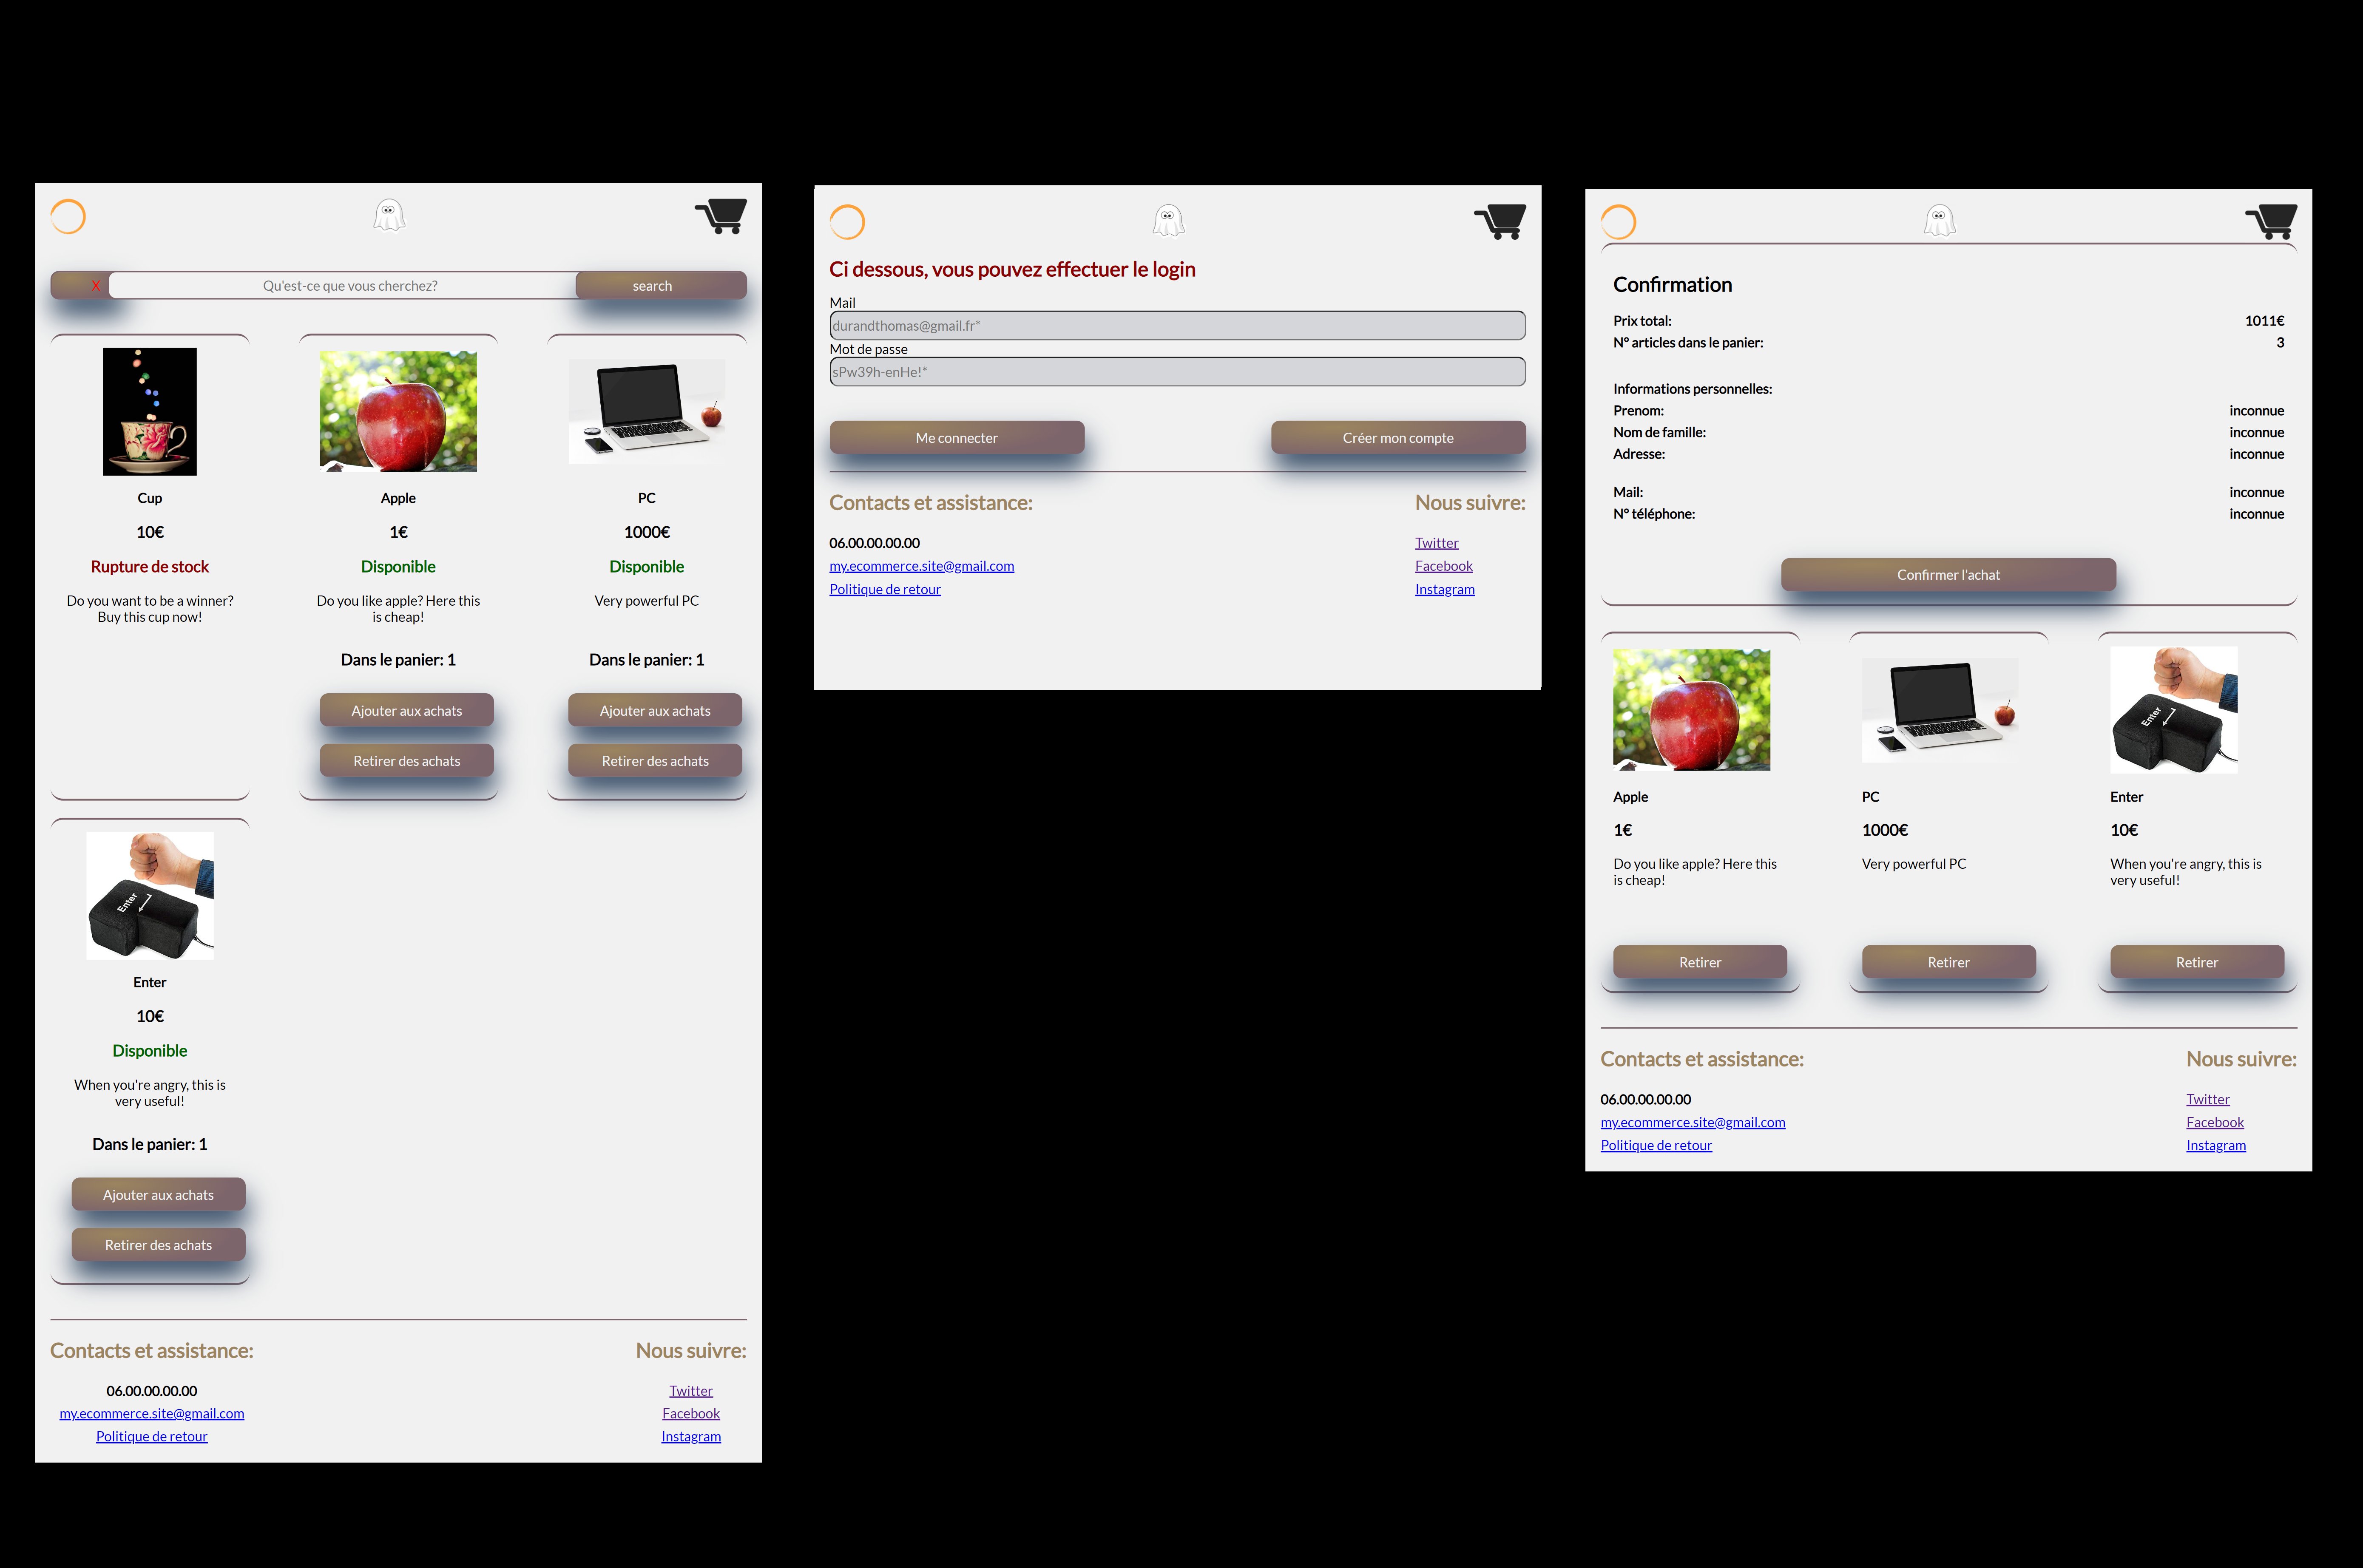 X
Qu'est-ce que vous cherchez?
search
Cup
10€
Rupture de stock
Do you want to be a winner?
Buy this cup now!
Apple
1€
Disponible
Do you like apple? Here this
is cheap!
Dans le panier: 1
Ajouter aux achats
Retirer des achats
PC
1000€
Disponible
Very powerful PC
Dans le panier: 1
Ajouter aux achats
Retirer des achats
Enter
Enter
10€
Disponible
When you're angry, this is
very useful!
Dans le panier: 1
Ajouter aux achats
Retirer des achats
Contacts et assistance:
06.00.00.00.00
my.ecommerce.site@gmail.com
Politique de retour
Nous suivre:
Twitter
Facebook
Instagram
Ci dessous, vous pouvez effectuer le login
Mail
durandthomas@gmail.fr*
Mot de passe
sPw39h-enHe!*
Me connecter
Créer mon compte
Contacts et assistance:
06.00.00.00.00
my.ecommerce.site@gmail.com
Politique de retour
Nous suivre:
Twitter
Facebook
Instagram
Confirmation
Prix total: 1011€
N° articles dans le panier: 3
Informations personnelles:
Prenom: inconnue
Nom de famille: inconnue
Adresse: inconnue
Mail: inconnue
N° téléphone: inconnue
Confirmer l'achat
Apple
1€
Do you like apple? Here this
is cheap!
Retirer
PC
1000€
Very powerful PC
Retirer
Enter
Enter
10€
When you're angry, this is
very useful!
Retirer
Contacts et assistance:
06.00.00.00.00
my.ecommerce.site@gmail.com
Politique de retour
Nous suivre:
Twitter
Facebook
Instagram